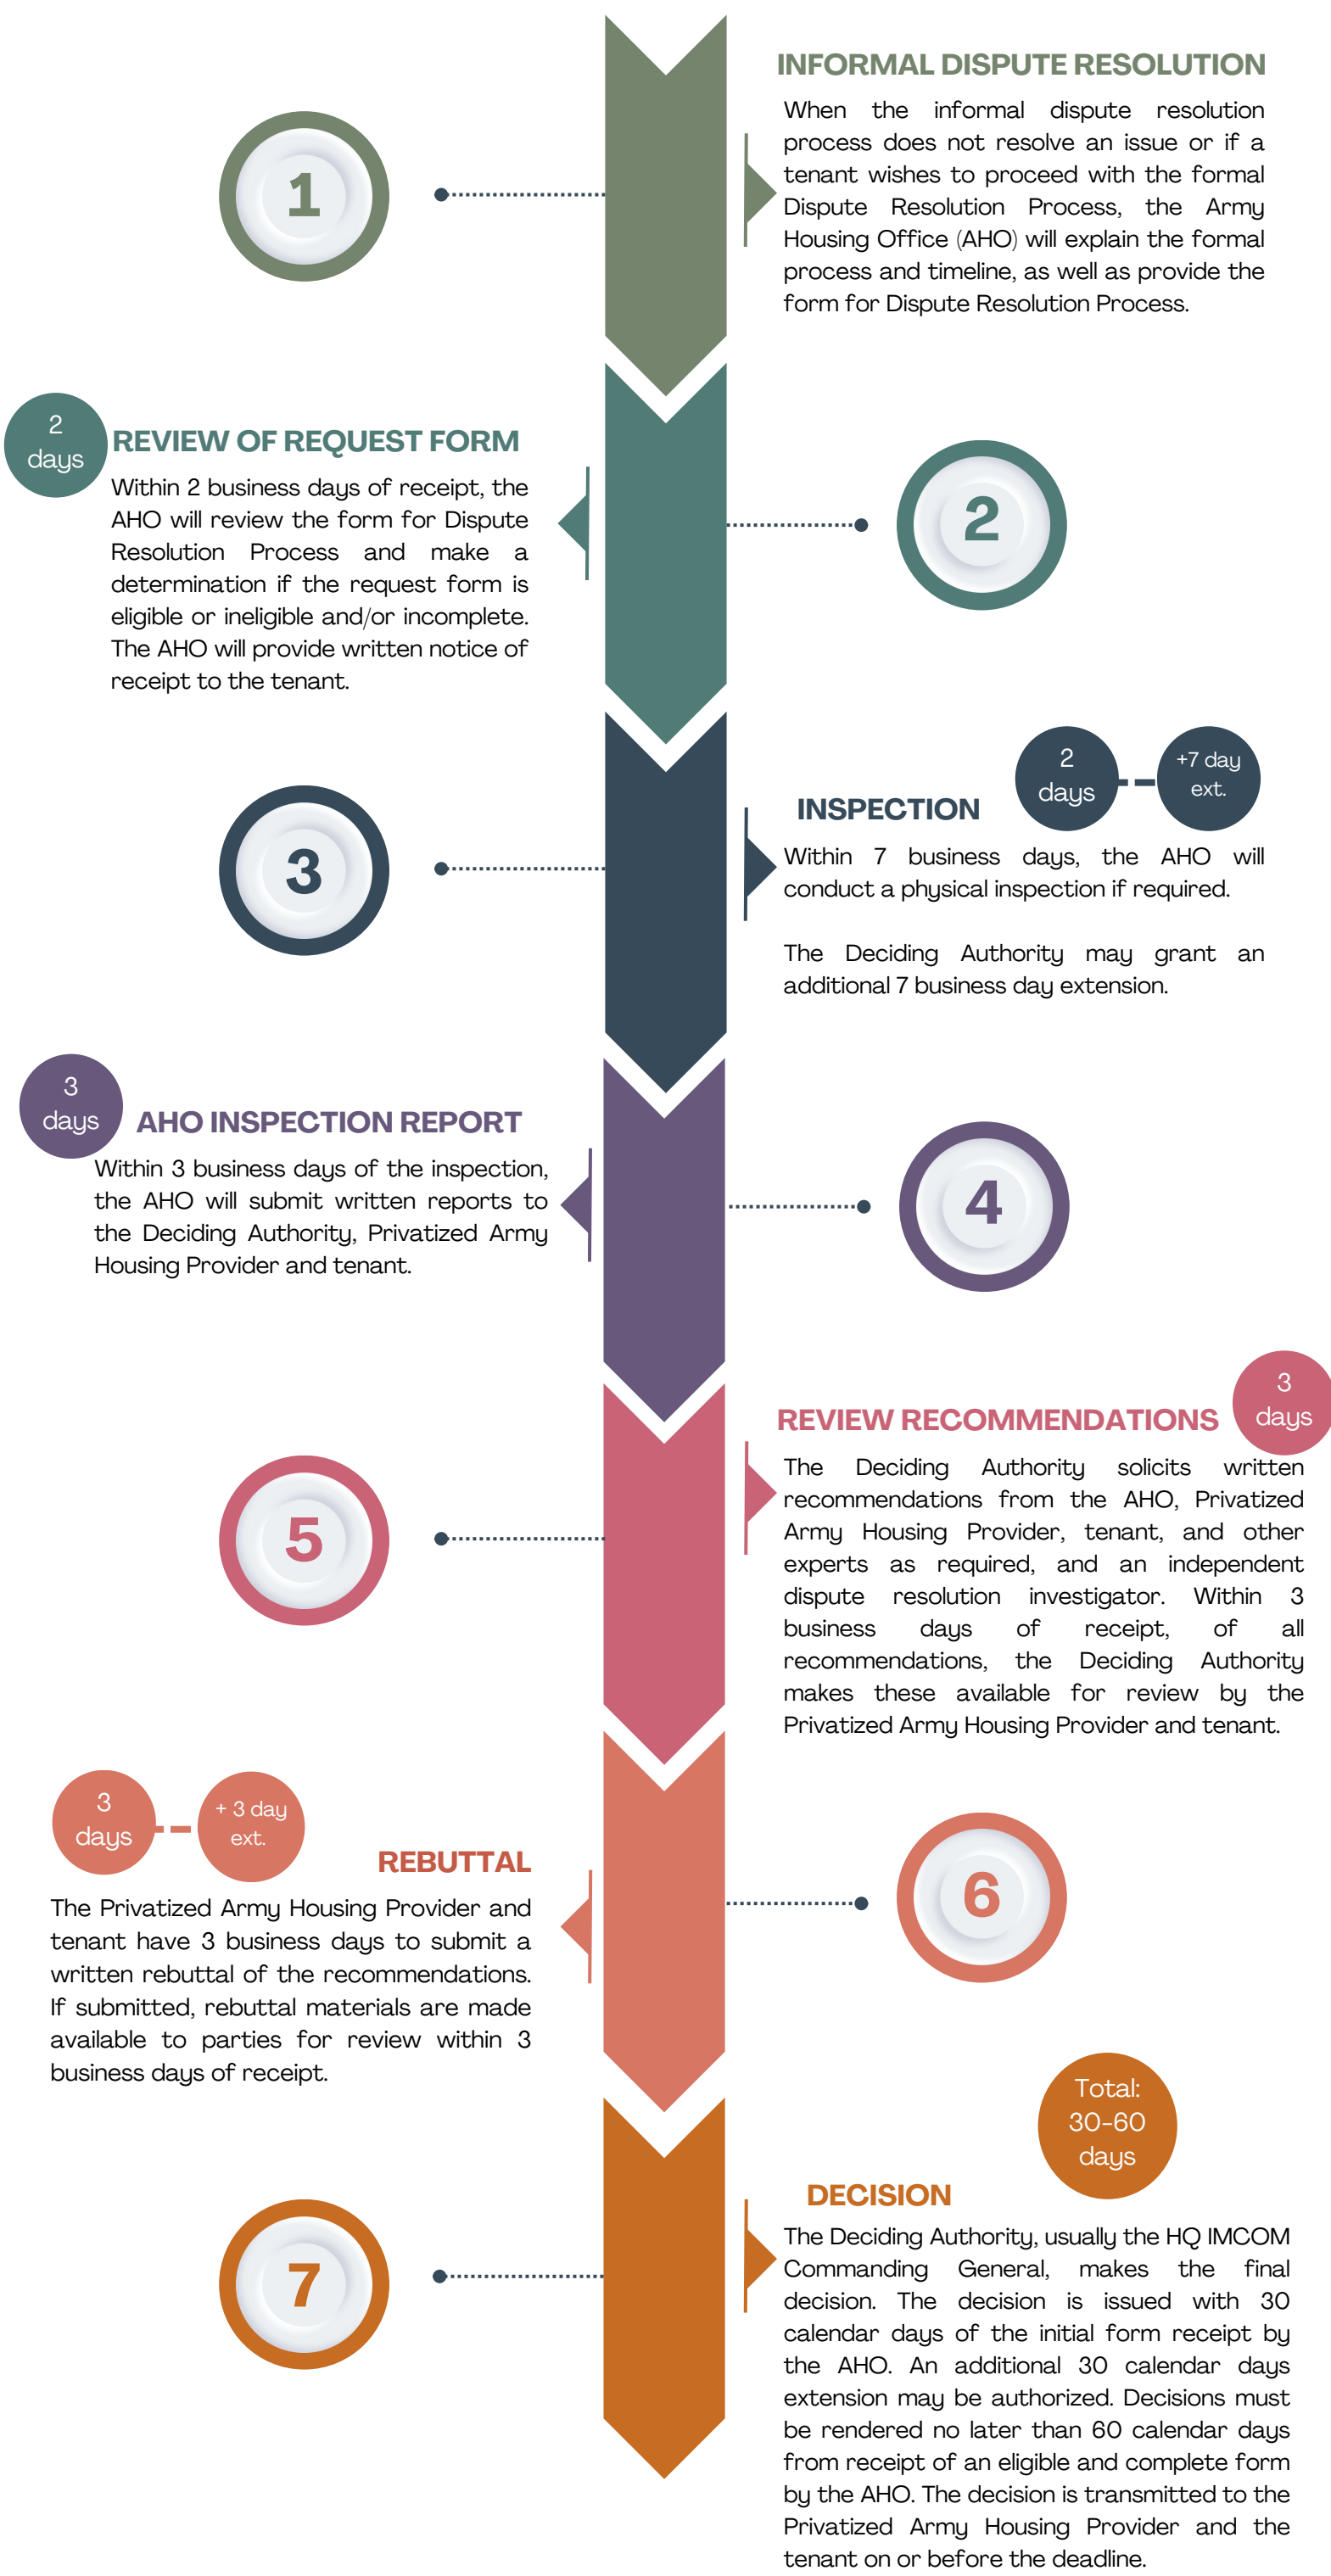 INFORMAL DISPUTE RESOLUTION
When the informal dispute resolution
process does not resolve an issue or if a
tenant wishes to proceed with the formal
Dispute Resolution Process, the Army
Housing Office (AHO) will explain the formal
process and timeline, as well as provide the
form for Dispute Resolution Process.
1
2
days
REVIEW OF REQUEST FORM
Within 2 business days of receipt, the
AHO will review the form for Dispute
Resolution Process and make a
determination if the request form is
eligible or ineligible and/or incomplete.
The AHO will provide written notice of
receipt to the tenant.
2
2
days
+7 day
ext.
INSPECTION
Within 7 business days, the AHO will
conduct a physical inspection if required.
The Deciding Authority may grant an
additional 7 business day extension.
3
3
days
AHO INSPECTION REPORT
Within 3 business days of the inspection,
the AHO will submit written reports to
the Deciding Authority, Privatized Army
Housing Provider and tenant.
4
3
days
REVIEW RECOMMENDATIONS
The Deciding Authority solicits written
recommendations from the AHO, Privatized
Army Housing Provider, tenant, and other
experts as required, and an independent
dispute resolution investigator. Within 3
business days of receipt, of all
recommendations, the Deciding Authority
makes these available for review by the
Privatized Army Housing Provider and tenant.
5
3
days
+ 3 day
ext.
REBUTTAL
The Privatized Army Housing Provider and
tenant have 3 business days to submit a
written rebuttal of the recommendations.
If submitted, rebuttal materials are made
available to parties for review within 3
business days of receipt.
6
Total:
30-60
days
DECISION
The Deciding Authority, usually the HQ IMCOM
Commanding General, makes the final
decision. The decision is issued with 30
calendar days of the initial form receipt by
the AHO. An additional 30 calendar days
extension may be authorized. Decisions must
be rendered no later than 60 calendar days
from receipt of an eligible and complete form
by the AHO. The decision is transmitted to the
Privatized Army Housing Provider and the
tenant on or before the deadline.
7